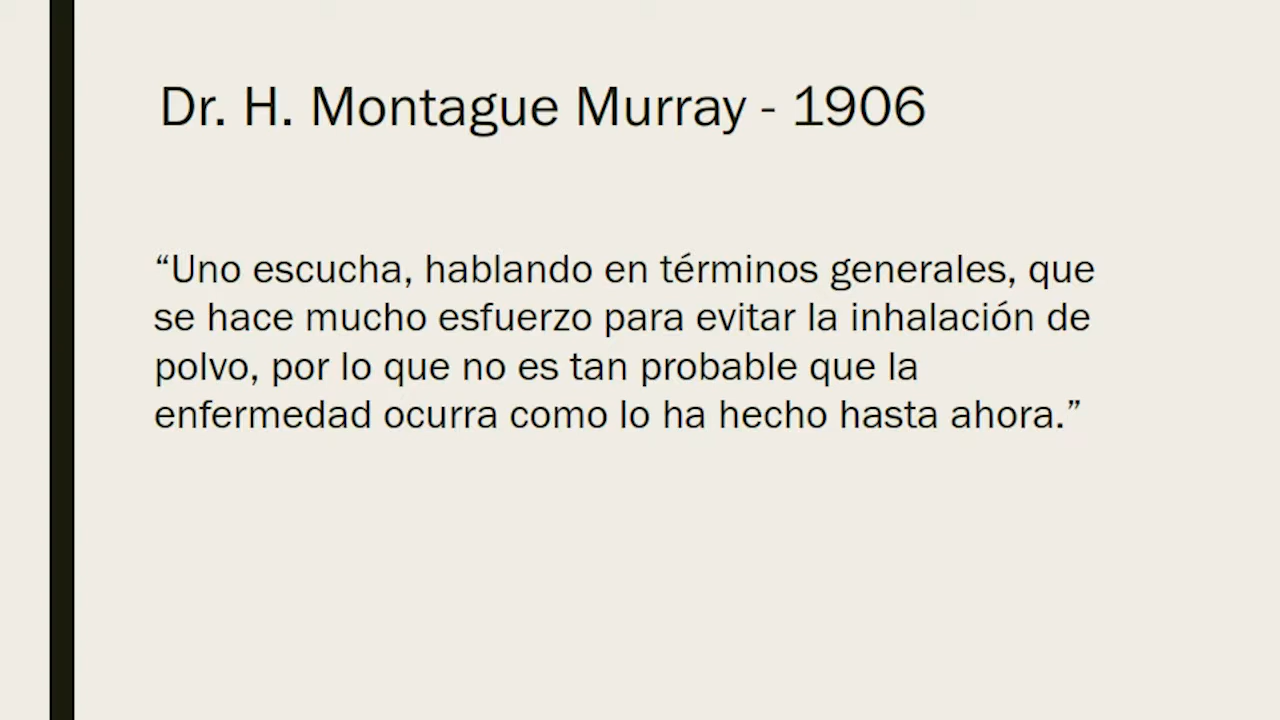 Dr. H. Montague Murray - 1906
“Uno escucha, hablando en términos generales, que
se hace mucho esfuerzo para evitar la inhalación de
polvo, por lo que no es tan probable que la
enfermedad ocurra como lo ha hecho hasta ahora.”